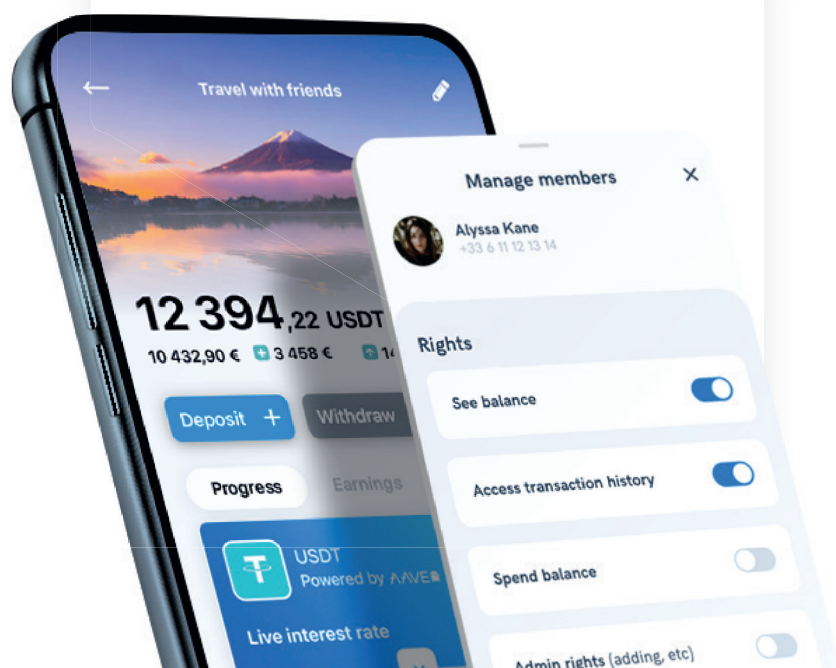 Travel with friends
12 394,22 USDT
10 432,90 € 3 458 €
Deposit +
Withdraw
Progress
Earnings
USDT
Powered by AAVE
Live interest rate
Manage members
Alyssa Kane
+33 6 11 12 13 14
Rights
See balance
Access transaction history
Spend balance
Admin rights (adding, etc)